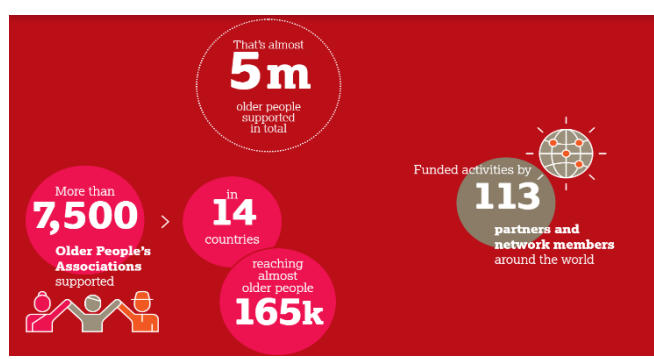 That's almost
5m
older people
supported
in total
More than
7,500
Older People's
Associations
supported
>
in
14
countries
reaching
almost
older people
165k
Funded activities by
113
partners and
network members
around the world